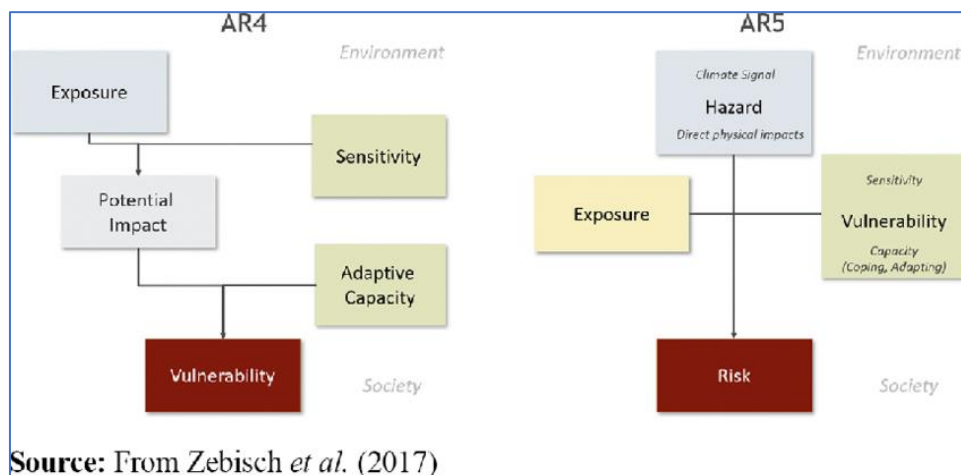 AR4
Environment
Exposure
Sensitivity
Potential
Impact
Adaptive
Capacity
Vulnerability
Society
AR5
Environment
Climate Signal
Hazard
Direct physical impacts
Exposure
Sensitivity
Vulnerability
Capacity
(Coping, Adapting)
Risk
Society
Source: From Zebisch et al. (2017)